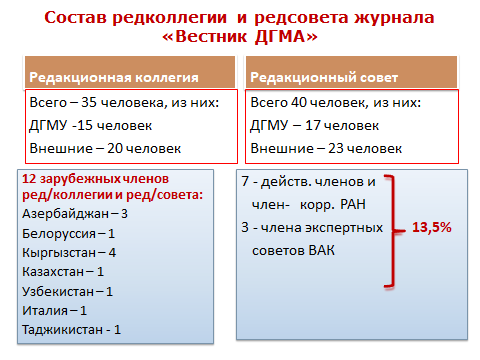 Состав редколлегии и редсовета журнала
«Вестник ДГМА»
Редакционная коллегия
Всего – 35 человека, из них:
ДГМУ -15 человек
Внешние – 20 человек
Редакционный совет
Всего 40 человек, из них:
ДГМУ – 17 человек
Внешние – 23 человек
12 зарубежных членов
ред/коллегии и ред/совета:
Азербайджан – 3
Белоруссия – 1
Кыргызстан – 4
Казахстан – 1
Узбекистан – 1
Италия – 1
Таджикистан - 1
7 - действ. членов и
член- корр. РАН
3 - члена экспертных
советов ВАК
13,5%